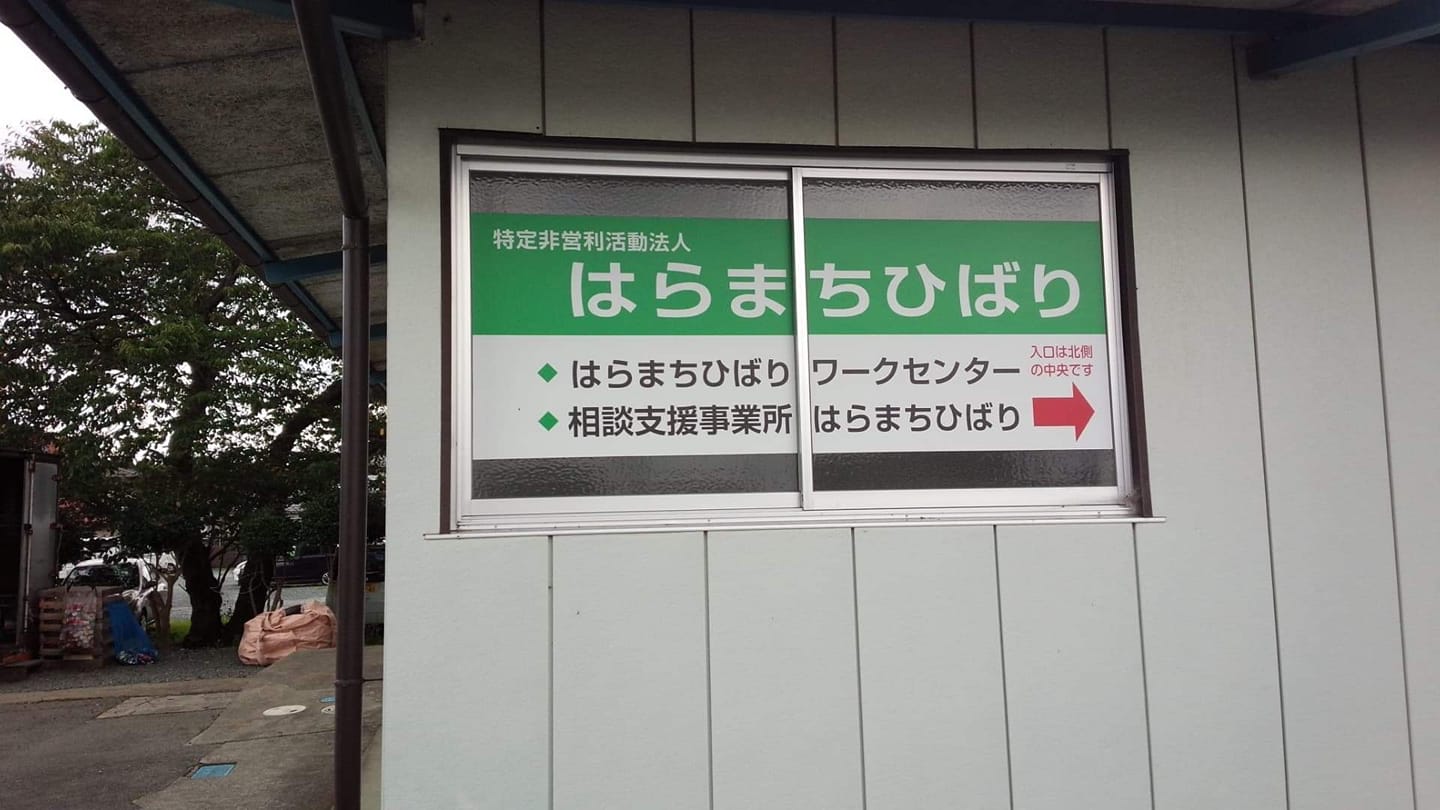 特定非営利活動法人
はらまちひばり
◆ はらまちひばり ワークセンター
◆ 相談支援事業所 はらまちひばり
入口は北側
の中央です